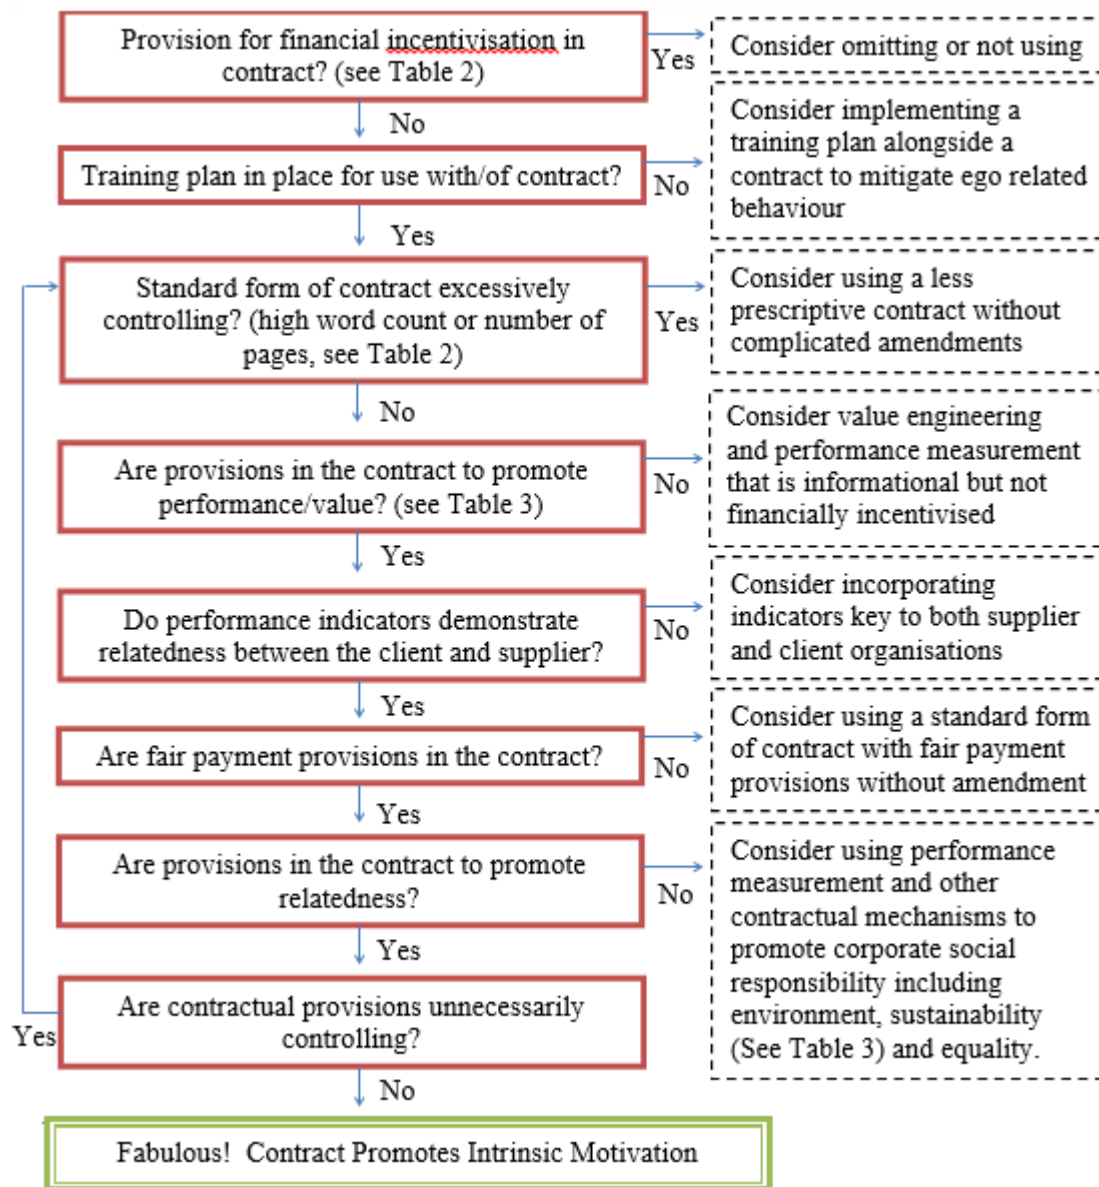 Provision for financial incentivisation in
contract? (see Table 2)
Yes
Consider omitting or not using
No
Training plan in place for use with/of contract?
No
Consider implementing a
training plan alongside a
contract to mitigate ego related
behaviour
Yes
Standard form of contract excessively
controlling? (high word count or number of
pages, see Table 2)
Yes
Consider using a less
prescriptive contract without
complicated amendments
No
Are provisions in the contract to promote
performance/value? (see Table 3)
No
Consider value engineering
and performance measurement
that is informational but not
financially incentivised
Yes
Do performance indicators demonstrate
relatedness between the client and supplier?
No
Consider incorporating
indicators key to both supplier
and client organisations
Yes
Are fair payment provisions in the contract?
No
Consider using a standard form
of contract with fair payment
provisions without amendment
Yes
Are provisions in the contract to promote
relatedness?
No
Consider using performance
measurement and other
contractual mechanisms to
promote corporate social
responsibility including
environment, sustainability
(See Table 3) and equality.
Yes
Are contractual provisions unnecessarily
controlling?
Yes
No
Fabulous! Contract Promotes Intrinsic Motivation